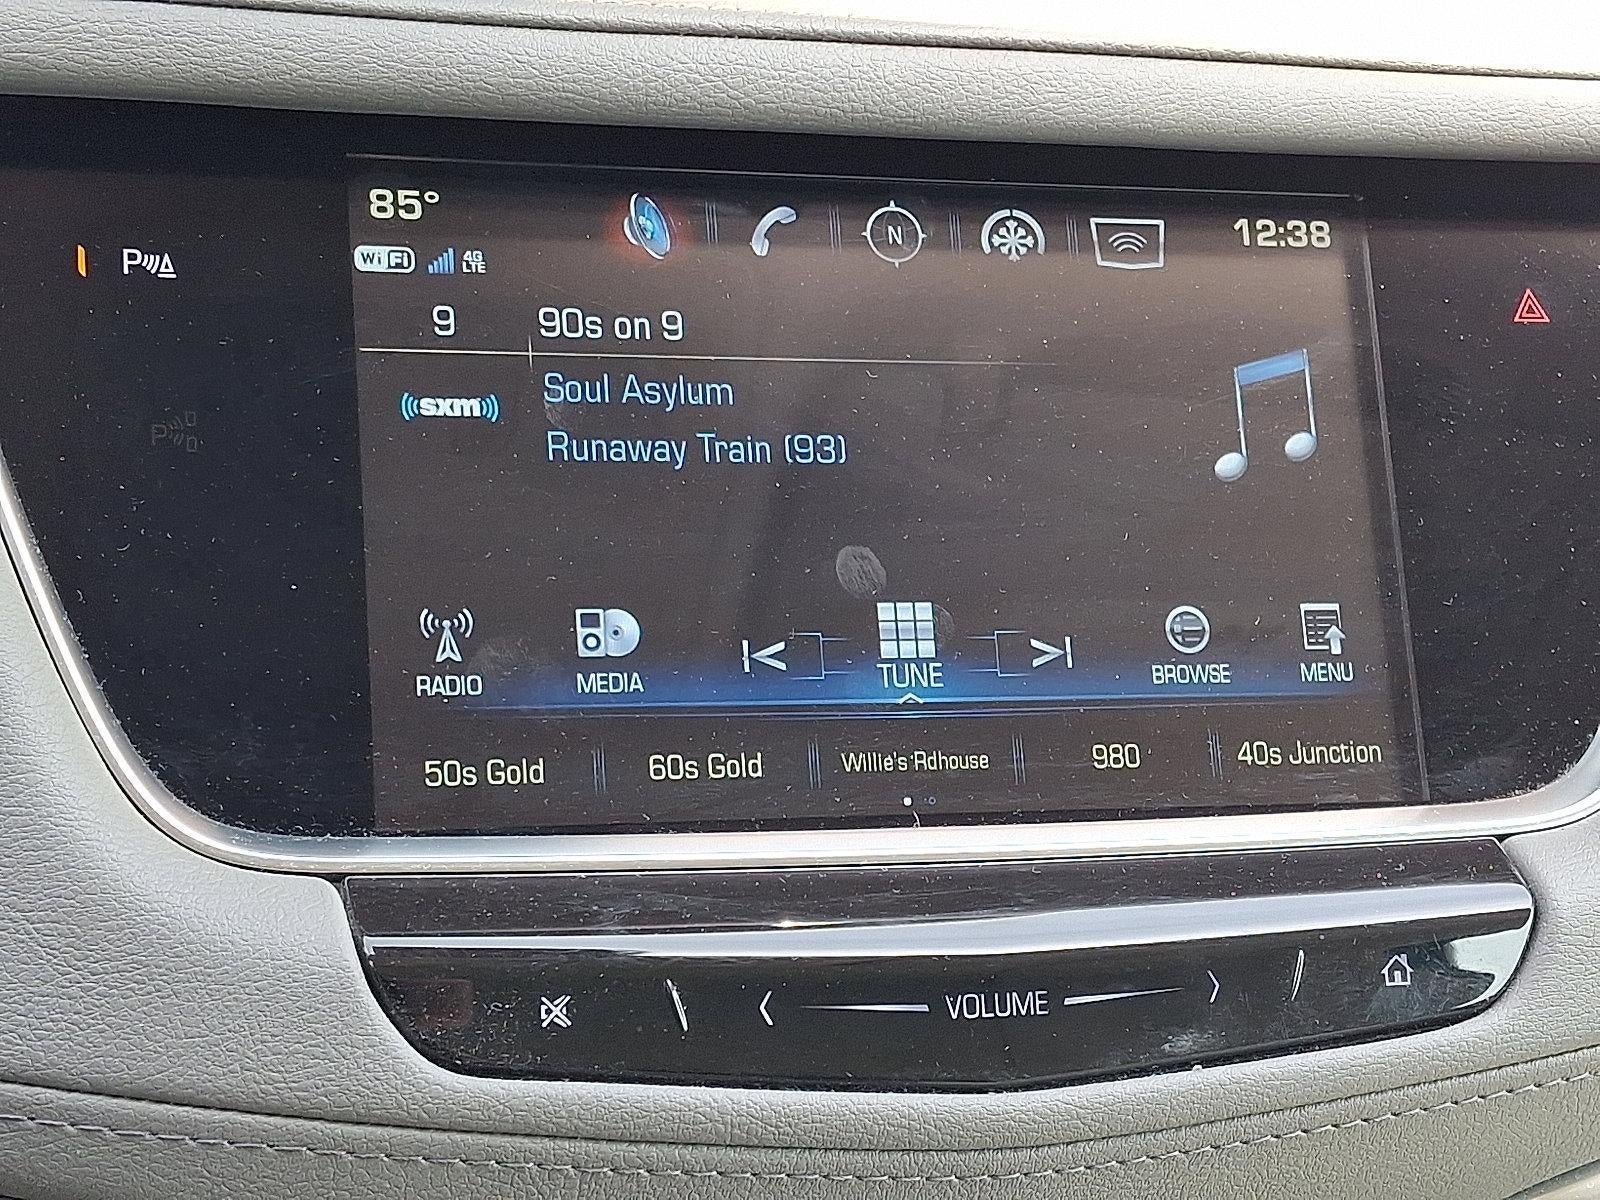 85°
12:38
WiFi 4G LTE
N
P
9 90s on 9
sxm
Soul Asylum
Runaway Train (93)
P
RADIO MEDIA TUNE BROWSE MENU
50s Gold 60s Gold Willie's Rdhouse 980 40s Junction
VOLUME